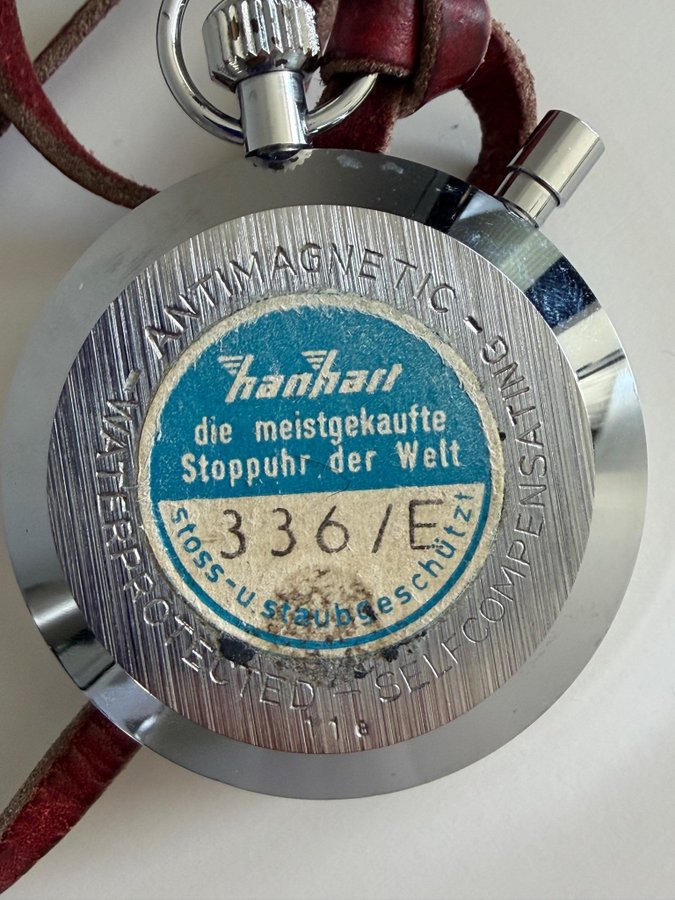 - ANTIMAGNETIC - SELFCOMPENSATING - WATERPROTECTED
hanhart
die meistgekaufte
Stoppuhr der Welt
336/E
stoss-u.staubgeschützt
118